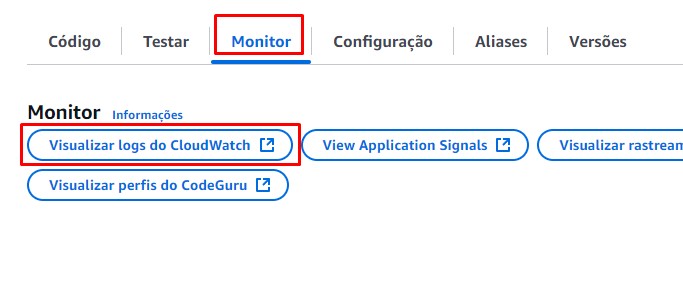 Código Testar Monitor Configuração Aliases Versões
Monitor Informações
Visualizar logs do CloudWatch View Application Signals Visualizar
Visualizar perfis do CodeGuru